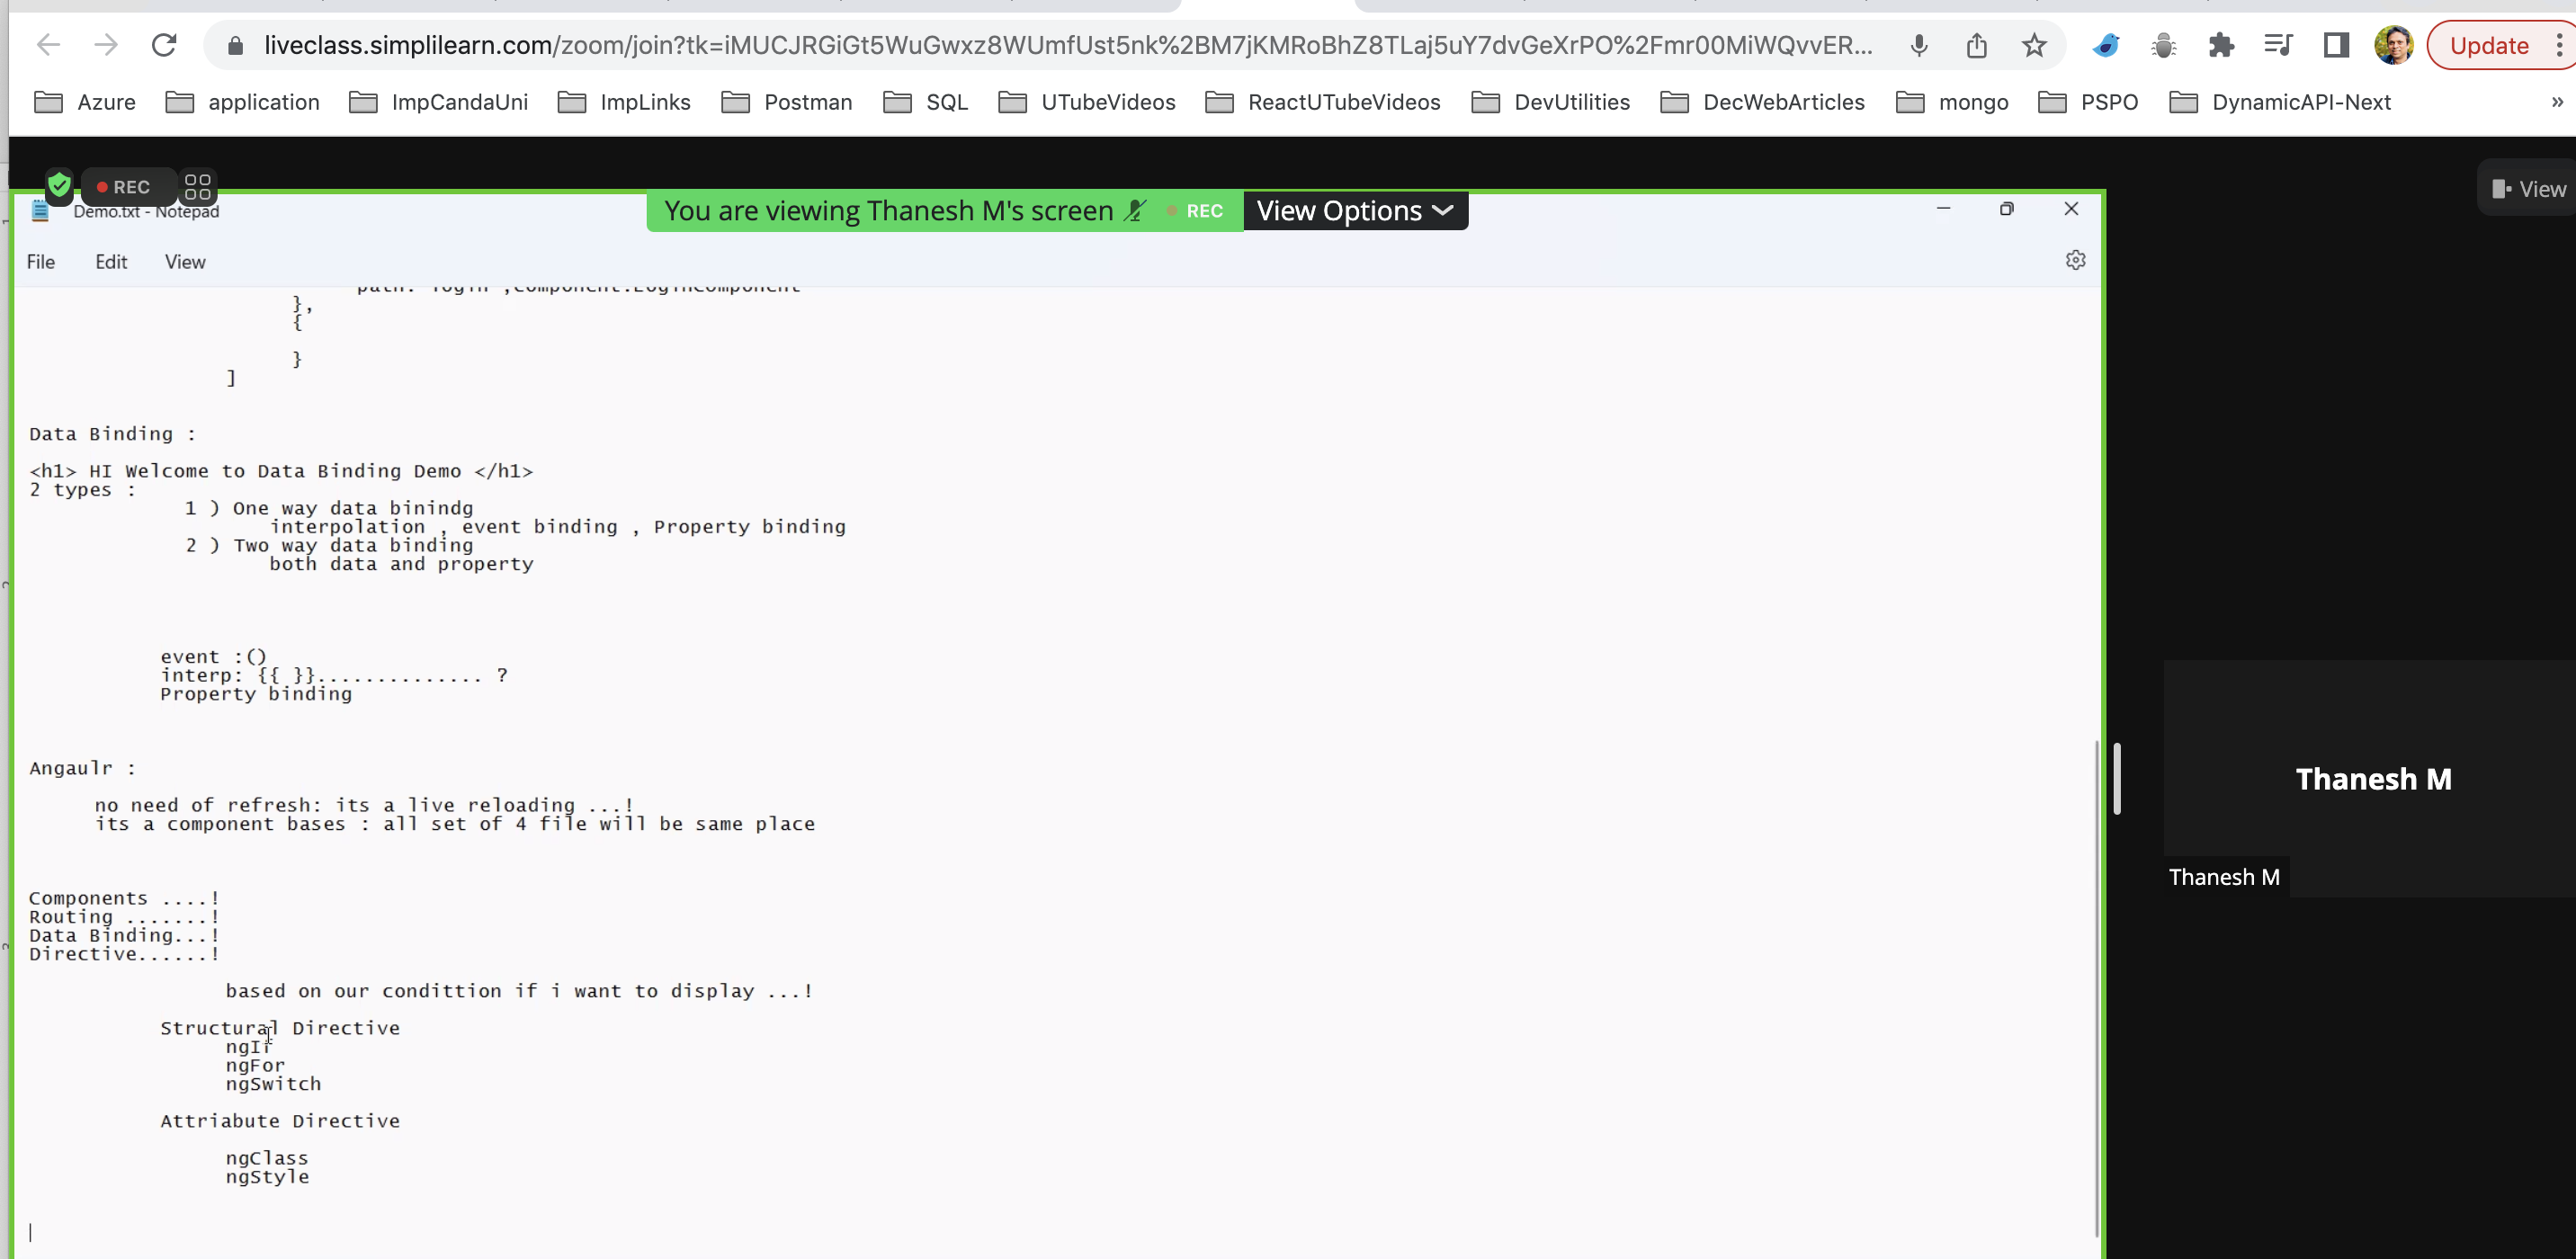 liveclass.simplilearn.com/zoom/join?tk=iMUCJRGiGt5WuGwxz8WUmfUst5nk%2BM7jKMRoBhZ8TLaj5uY7dvGeXrPO%2Fmr00MiWQvvER...
Update
Azure application ImpCandaUni ImpLinks Postman SQL UTubeVideos ReactUTubeVideos DevUtilities DecWebArticles mongo PSPO DynamicAPI-Next »
REC
View
Demo.txt - Notepad
You are viewing Thanesh M's screen REC View Options
File Edit View
path: 'login',component:LoginComponent
},
{
}
]
Data Binding :
<h1> HI Welcome to Data Binding Demo </h1>
2 types :
1 ) One way data binindg
interpolation , event binding , Property binding
2 ) Two way data binding
both data and property
event :()
interp: {{ }}.............. ?
Property binding
Angaulr :
no need of refresh: its a live reloading ...!
its a component bases : all set of 4 file will be same place
Components ....!
Routing .......!
Data Binding...!
Directive......!
based on our condittion if i want to display ...!
Structural Directive
ngIf
ngFor
ngSwitch
Attriabute Directive
ngClass
ngStyle
Thanesh M
Thanesh M